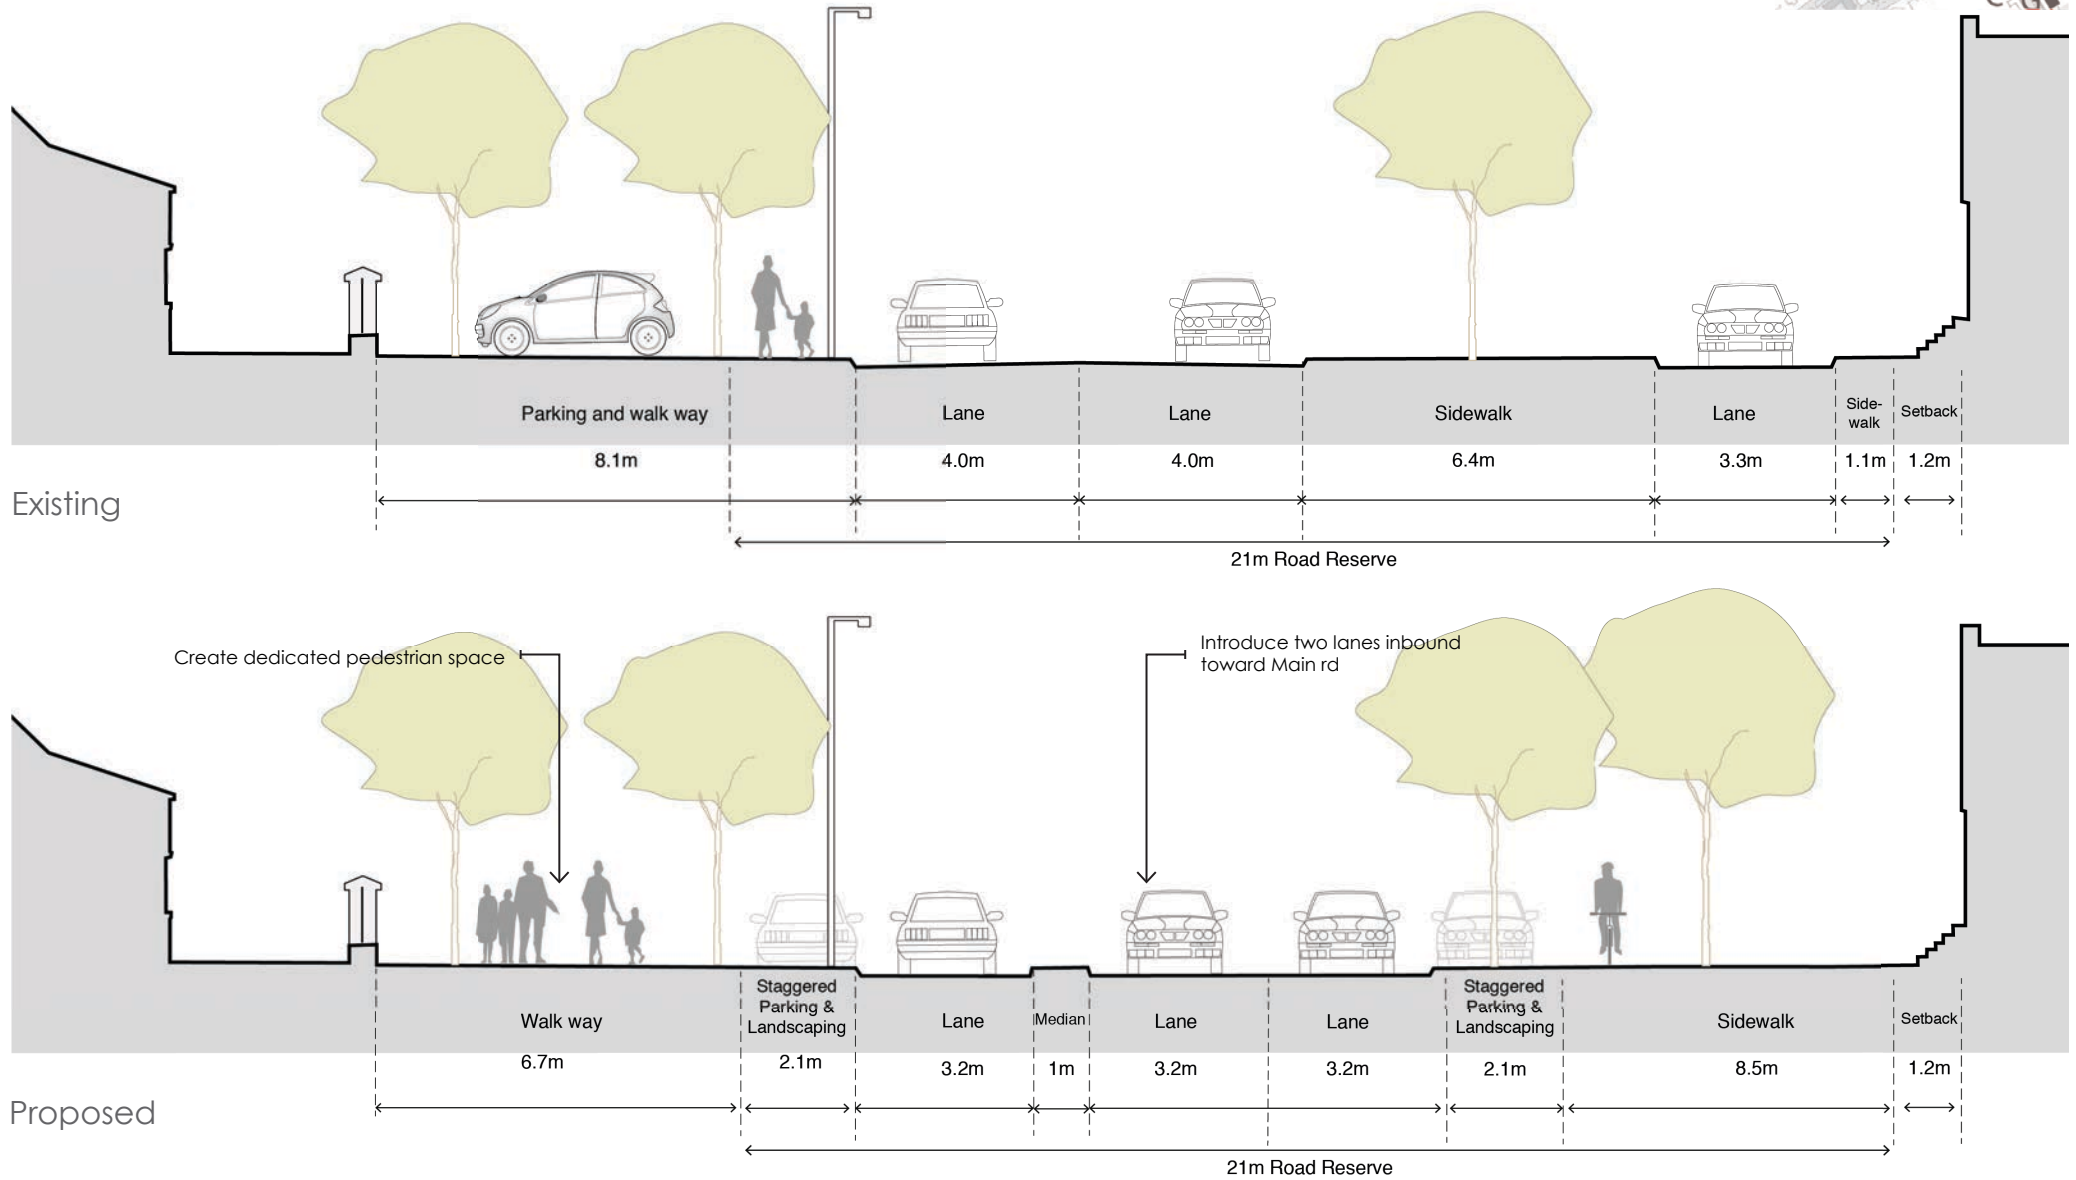 Parking and walk way
Lane
Lane
Sidewalk
Lane
Side-
walk
Setback
8.1m
4.0m
4.0m
6.4m
3.3m
1.1m
1.2m
Existing
21m Road Reserve
Create dedicated pedestrian space
Introduce two lanes inbound
toward Main rd
Walk way
Staggered
Parking &
Landscaping
Lane
Median
Lane
Lane
Staggered
Parking &
Landscaping
Sidewalk
Setback
6.7m
2.1m
3.2m
1m
3.2m
3.2m
2.1m
8.5m
1.2m
Proposed
21m Road Reserve